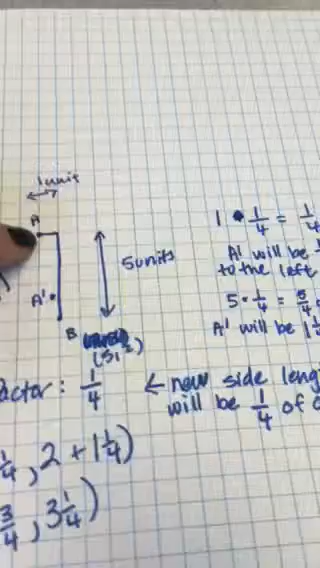 1 unit
A
1 • 1/4 = 1/4
A' will be
to the left
5 units
5 • 1/4 = 5/4
A' will be 1
A'
B
(5,2)
actor: 1/4
← new side leng
will be 1/4 of
1/4, 2 + 1 1/4)
3/4, 3 1/4)